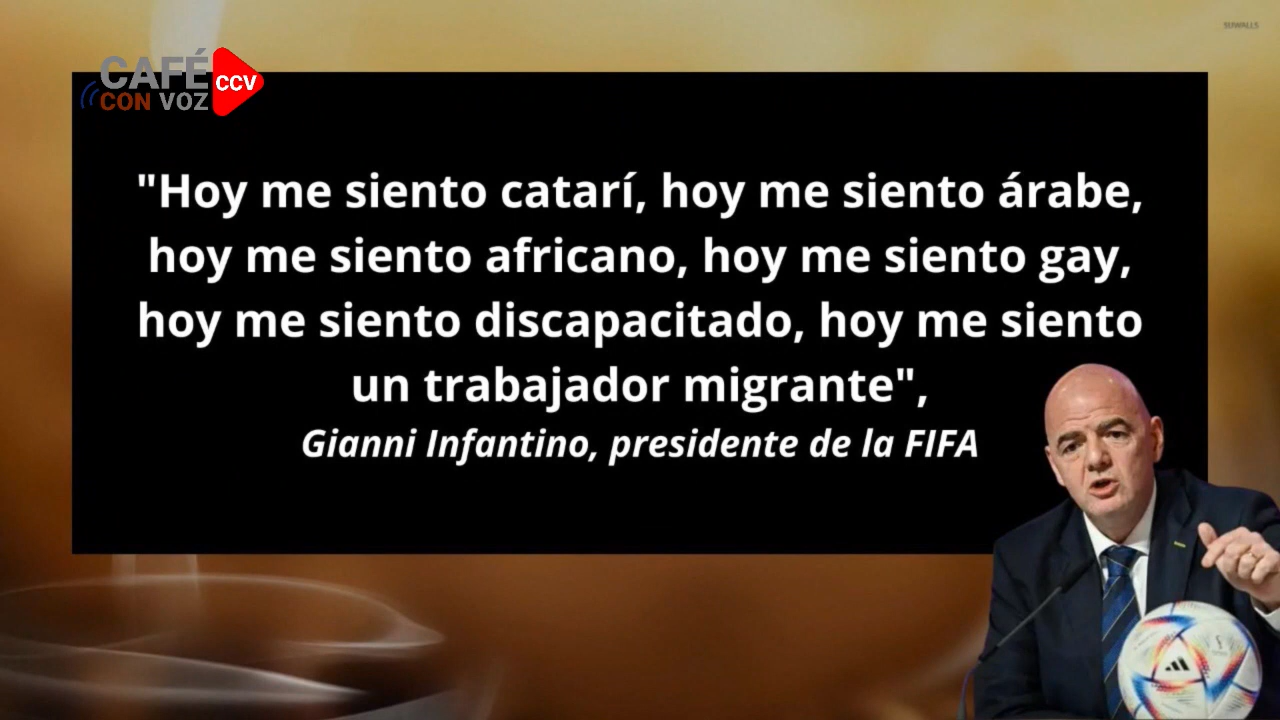 SUWALLS
CAFÉ
CON VOZ
CCV
"Hoy me siento catarí, hoy me siento árabe,
hoy me siento africano, hoy me siento gay,
hoy me siento discapacitado, hoy me siento
un trabajador migrante",
Gianni Infantino, presidente de la FIFA